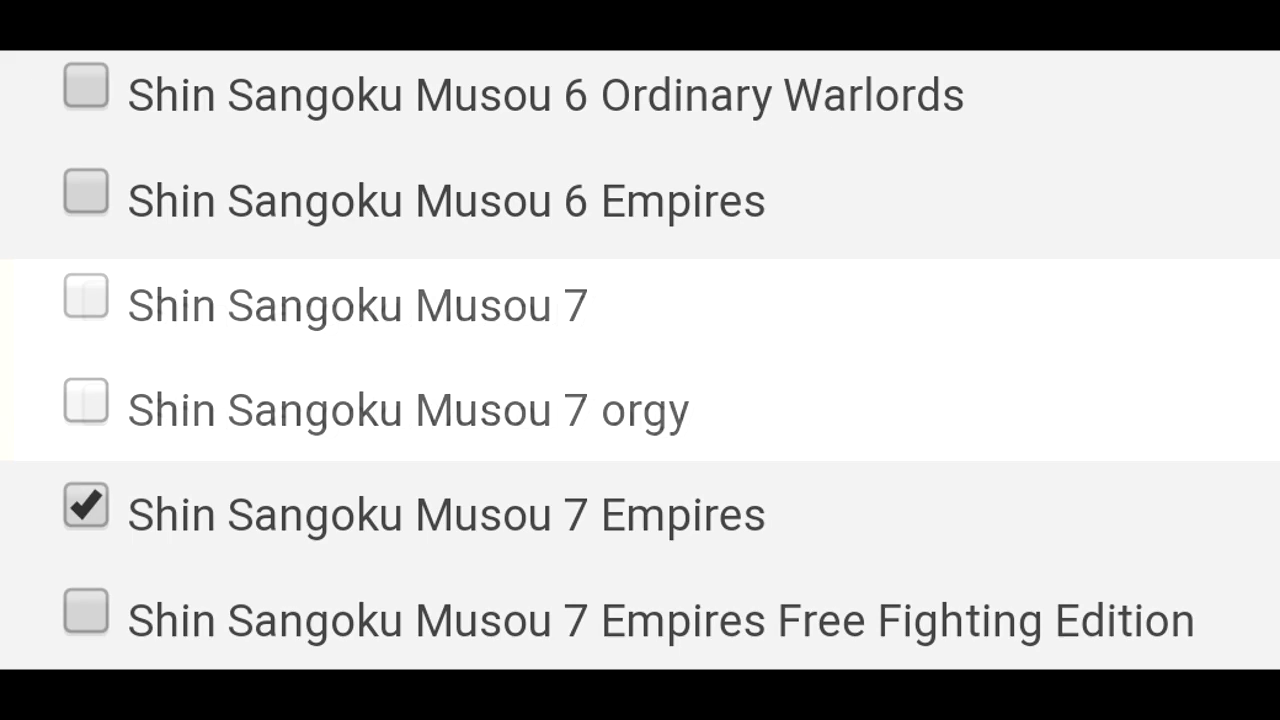 Shin Sangoku Musou 6 Ordinary Warlords
Shin Sangoku Musou 6 Empires
Shin Sangoku Musou 7
Shin Sangoku Musou 7 orgy
Shin Sangoku Musou 7 Empires
Shin Sangoku Musou 7 Empires Free Fighting Edition